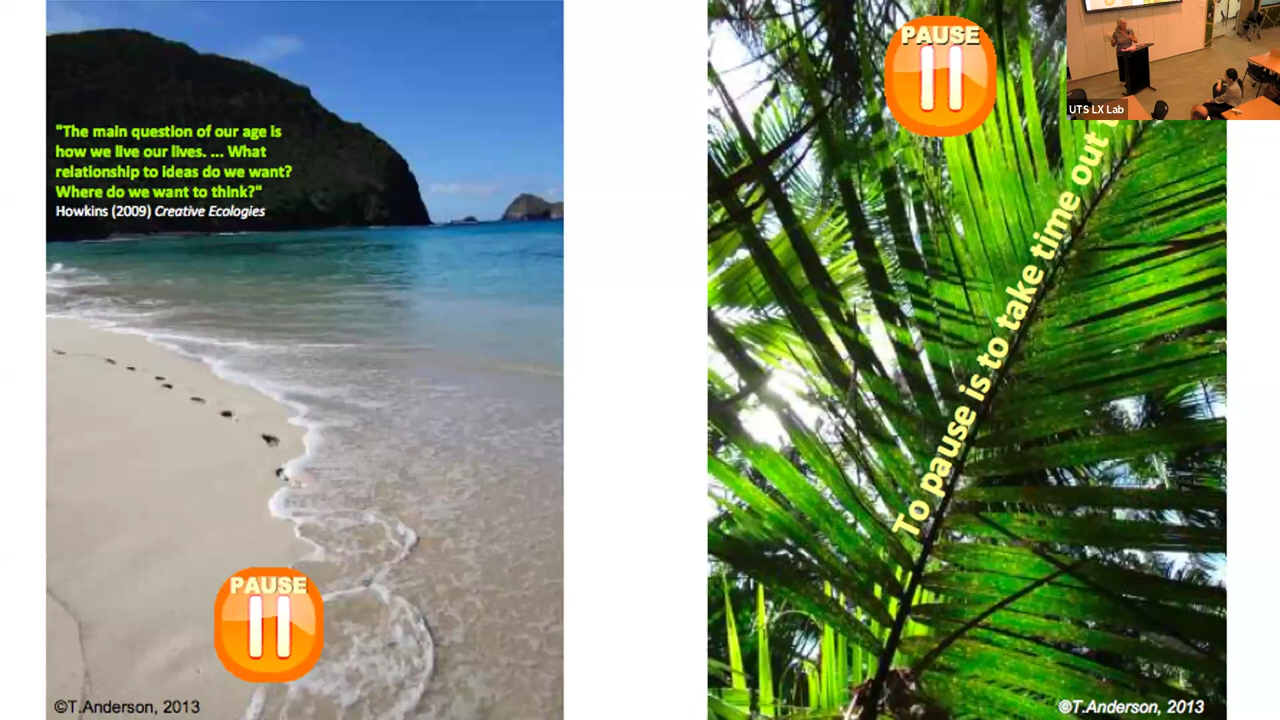 "The main question of our age is
how we live our lives. ... What
relationship to ideas do we want?
Where do we want to think?"
Howkins (2009) Creative Ecologies
PAUSE
©T.Anderson, 2013
PAUSE
To pause is to take time out
©T.Anderson, 2013
UTS LX Lab